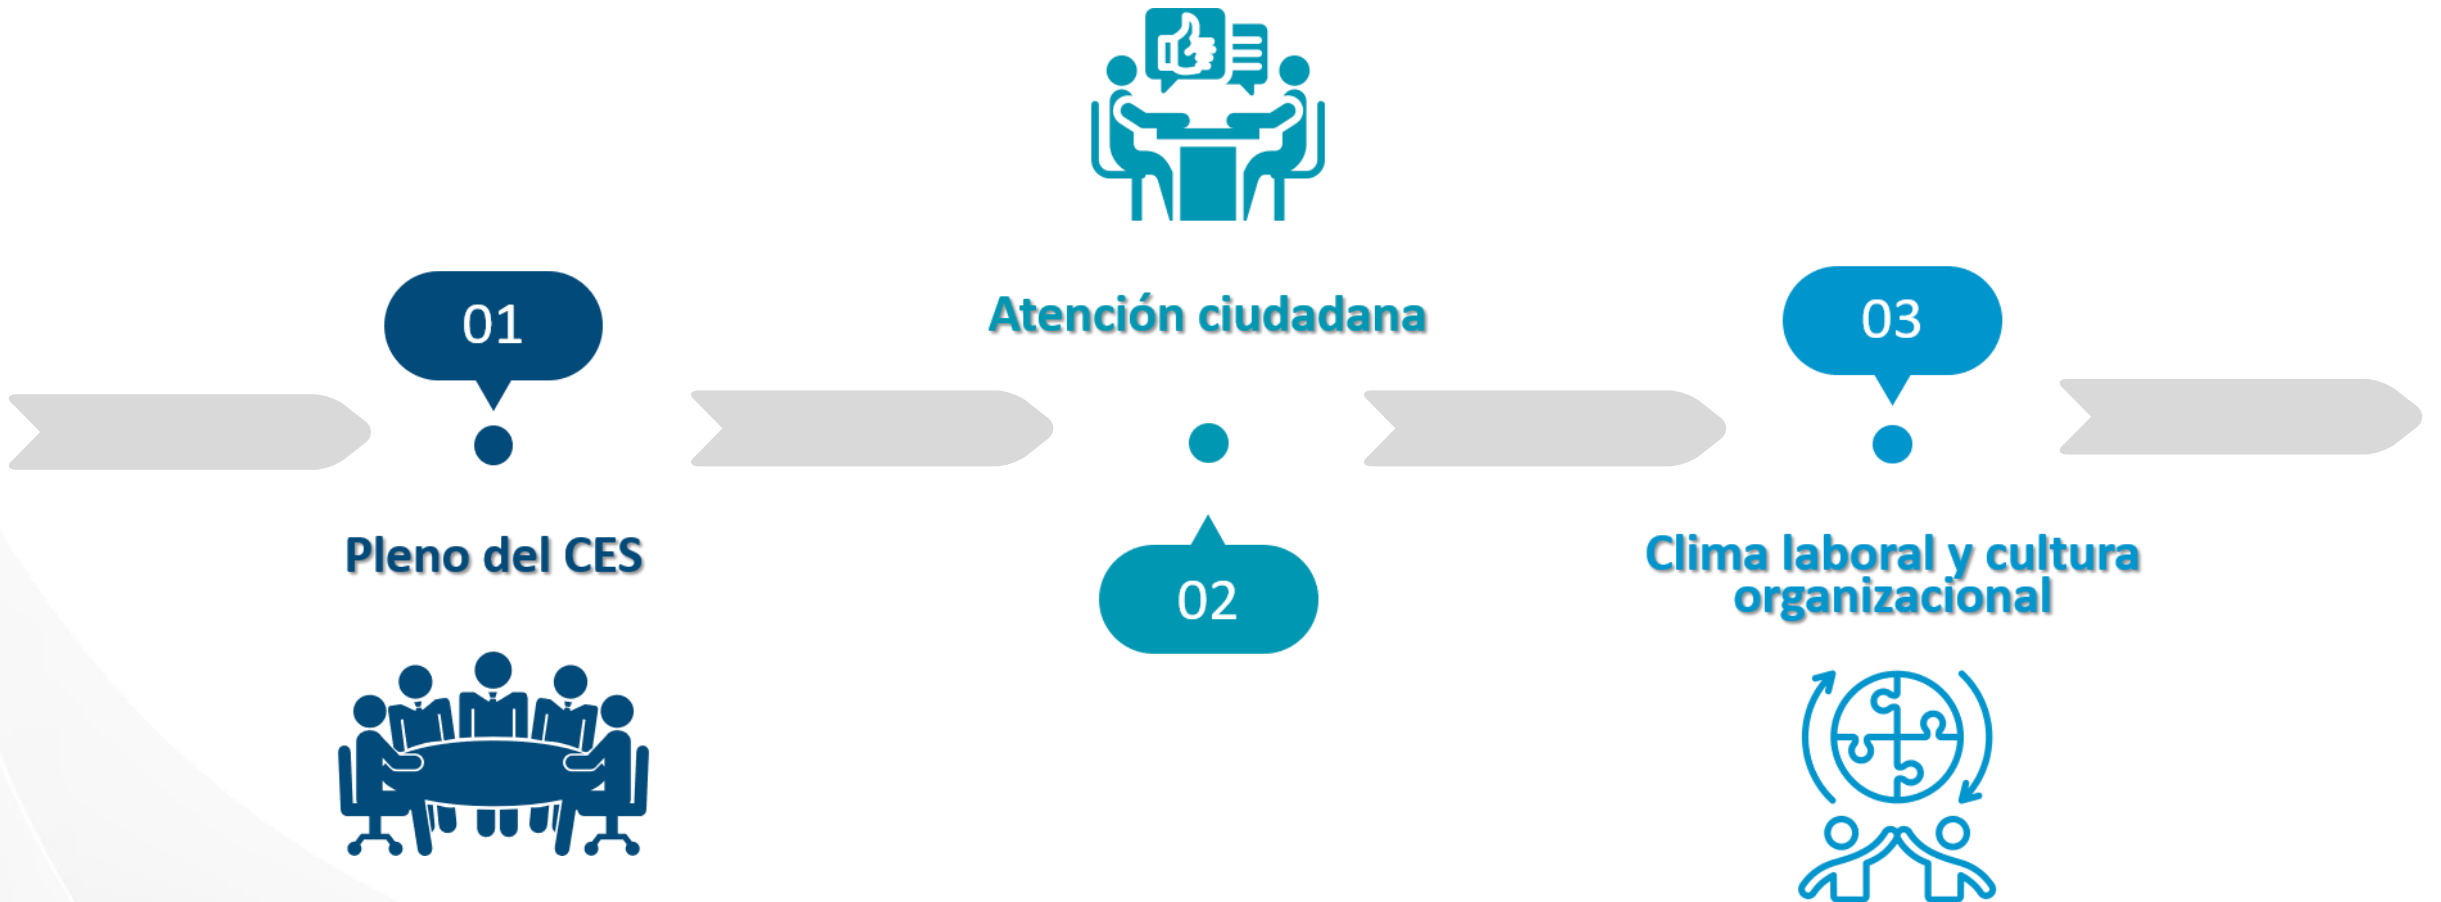 01
Pleno del CES
Atención ciudadana
02
03
Clima laboral y cultura
organizacional